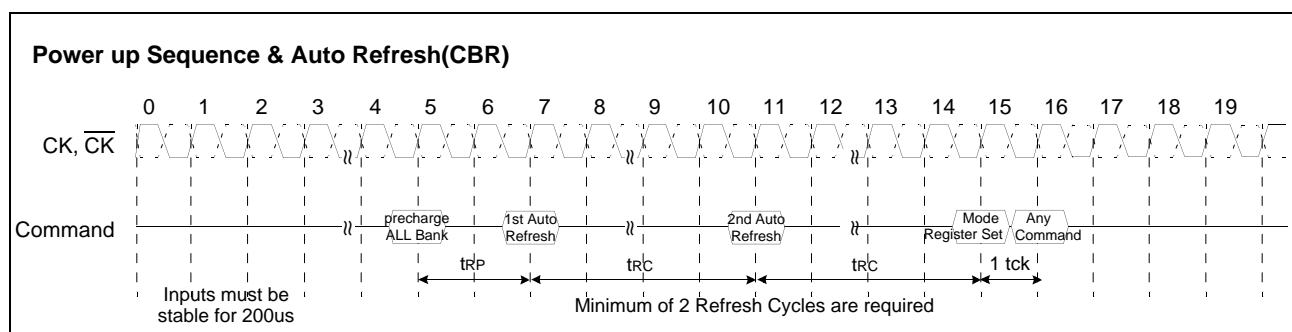 Power up Sequence & Auto Refresh(CBR)
0 1 2 3 4 5 6 7 8 9 10 11 12 13 14 15 16 17 18 19
CK, C̅K̅
Command
precharge
ALL Bank
1st Auto
Refresh
2nd Auto
Refresh
Mode
Register Set
Any
Command
tRP
tRC
tRC
1 tck
Inputs must be
stable for 200us
Minimum of 2 Refresh Cycles are required